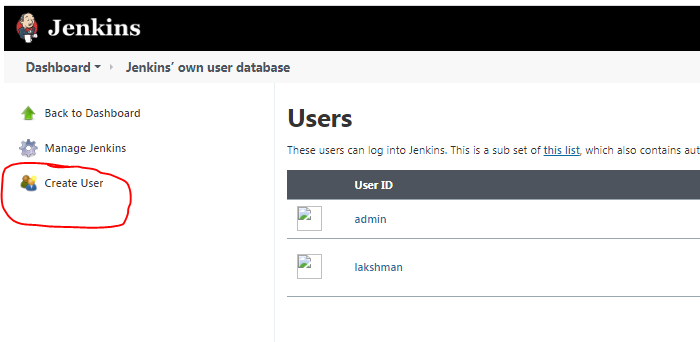 Jenkins
Dashboard Jenkins’ own user database
Back to Dashboard
Manage Jenkins
Create User
Users
These users can log into Jenkins. This is a sub set of this list, which also contains aut
User ID
admin
lakshman